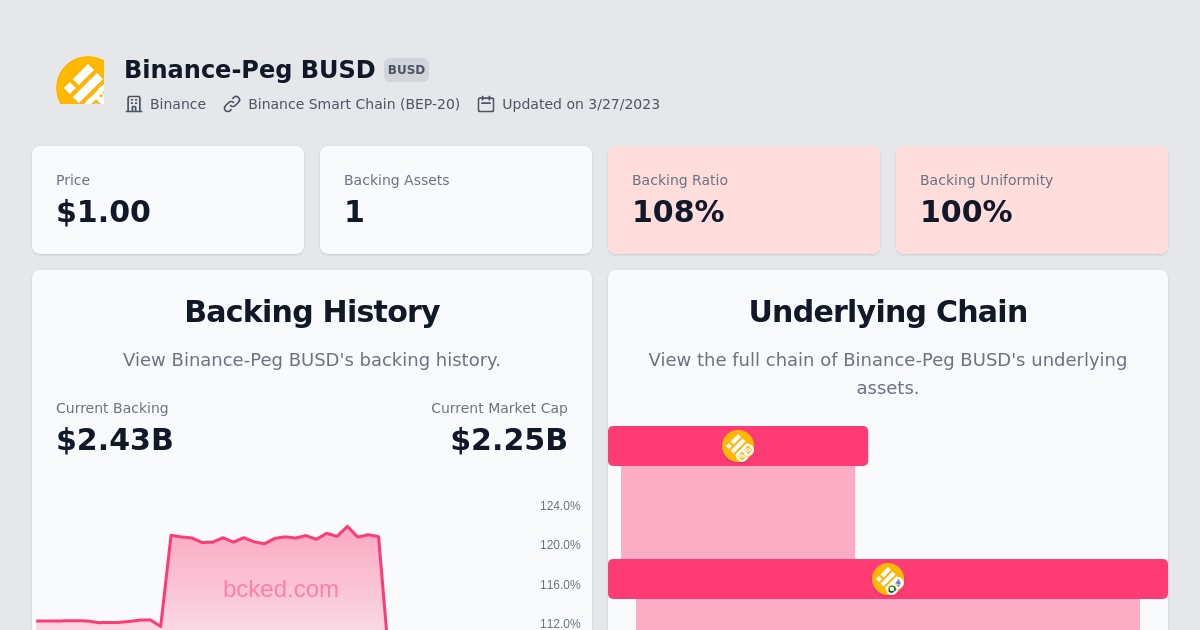 Binance-Peg BUSD BUSD
Binance Binance Smart Chain (BEP-20) Updated on 3/27/2023
Price
$1.00
Backing Assets
1
Backing Ratio
108%
Backing Uniformity
100%
Backing History
View Binance-Peg BUSD's backing history.
Current Backing
$2.43B
Current Market Cap
$2.25B
124.0%
120.0%
116.0%
112.0%
bcked.com
Underlying Chain
View the full chain of Binance-Peg BUSD's underlying
assets.